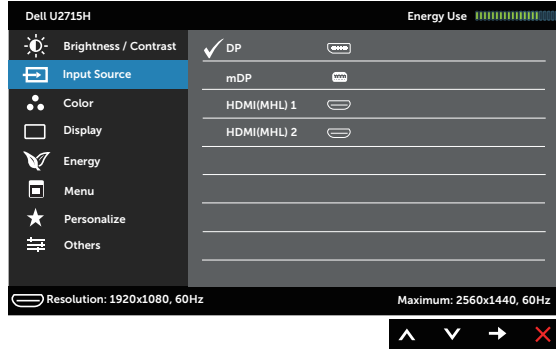 Dell U2715H Energy Use
Brightness / Contrast DP
Input Source mDP
Color HDMI(MHL) 1
Display HDMI(MHL) 2
Energy
Menu
Personalize
Others
Resolution: 1920x1080, 60Hz Maximum: 2560x1440, 60Hz